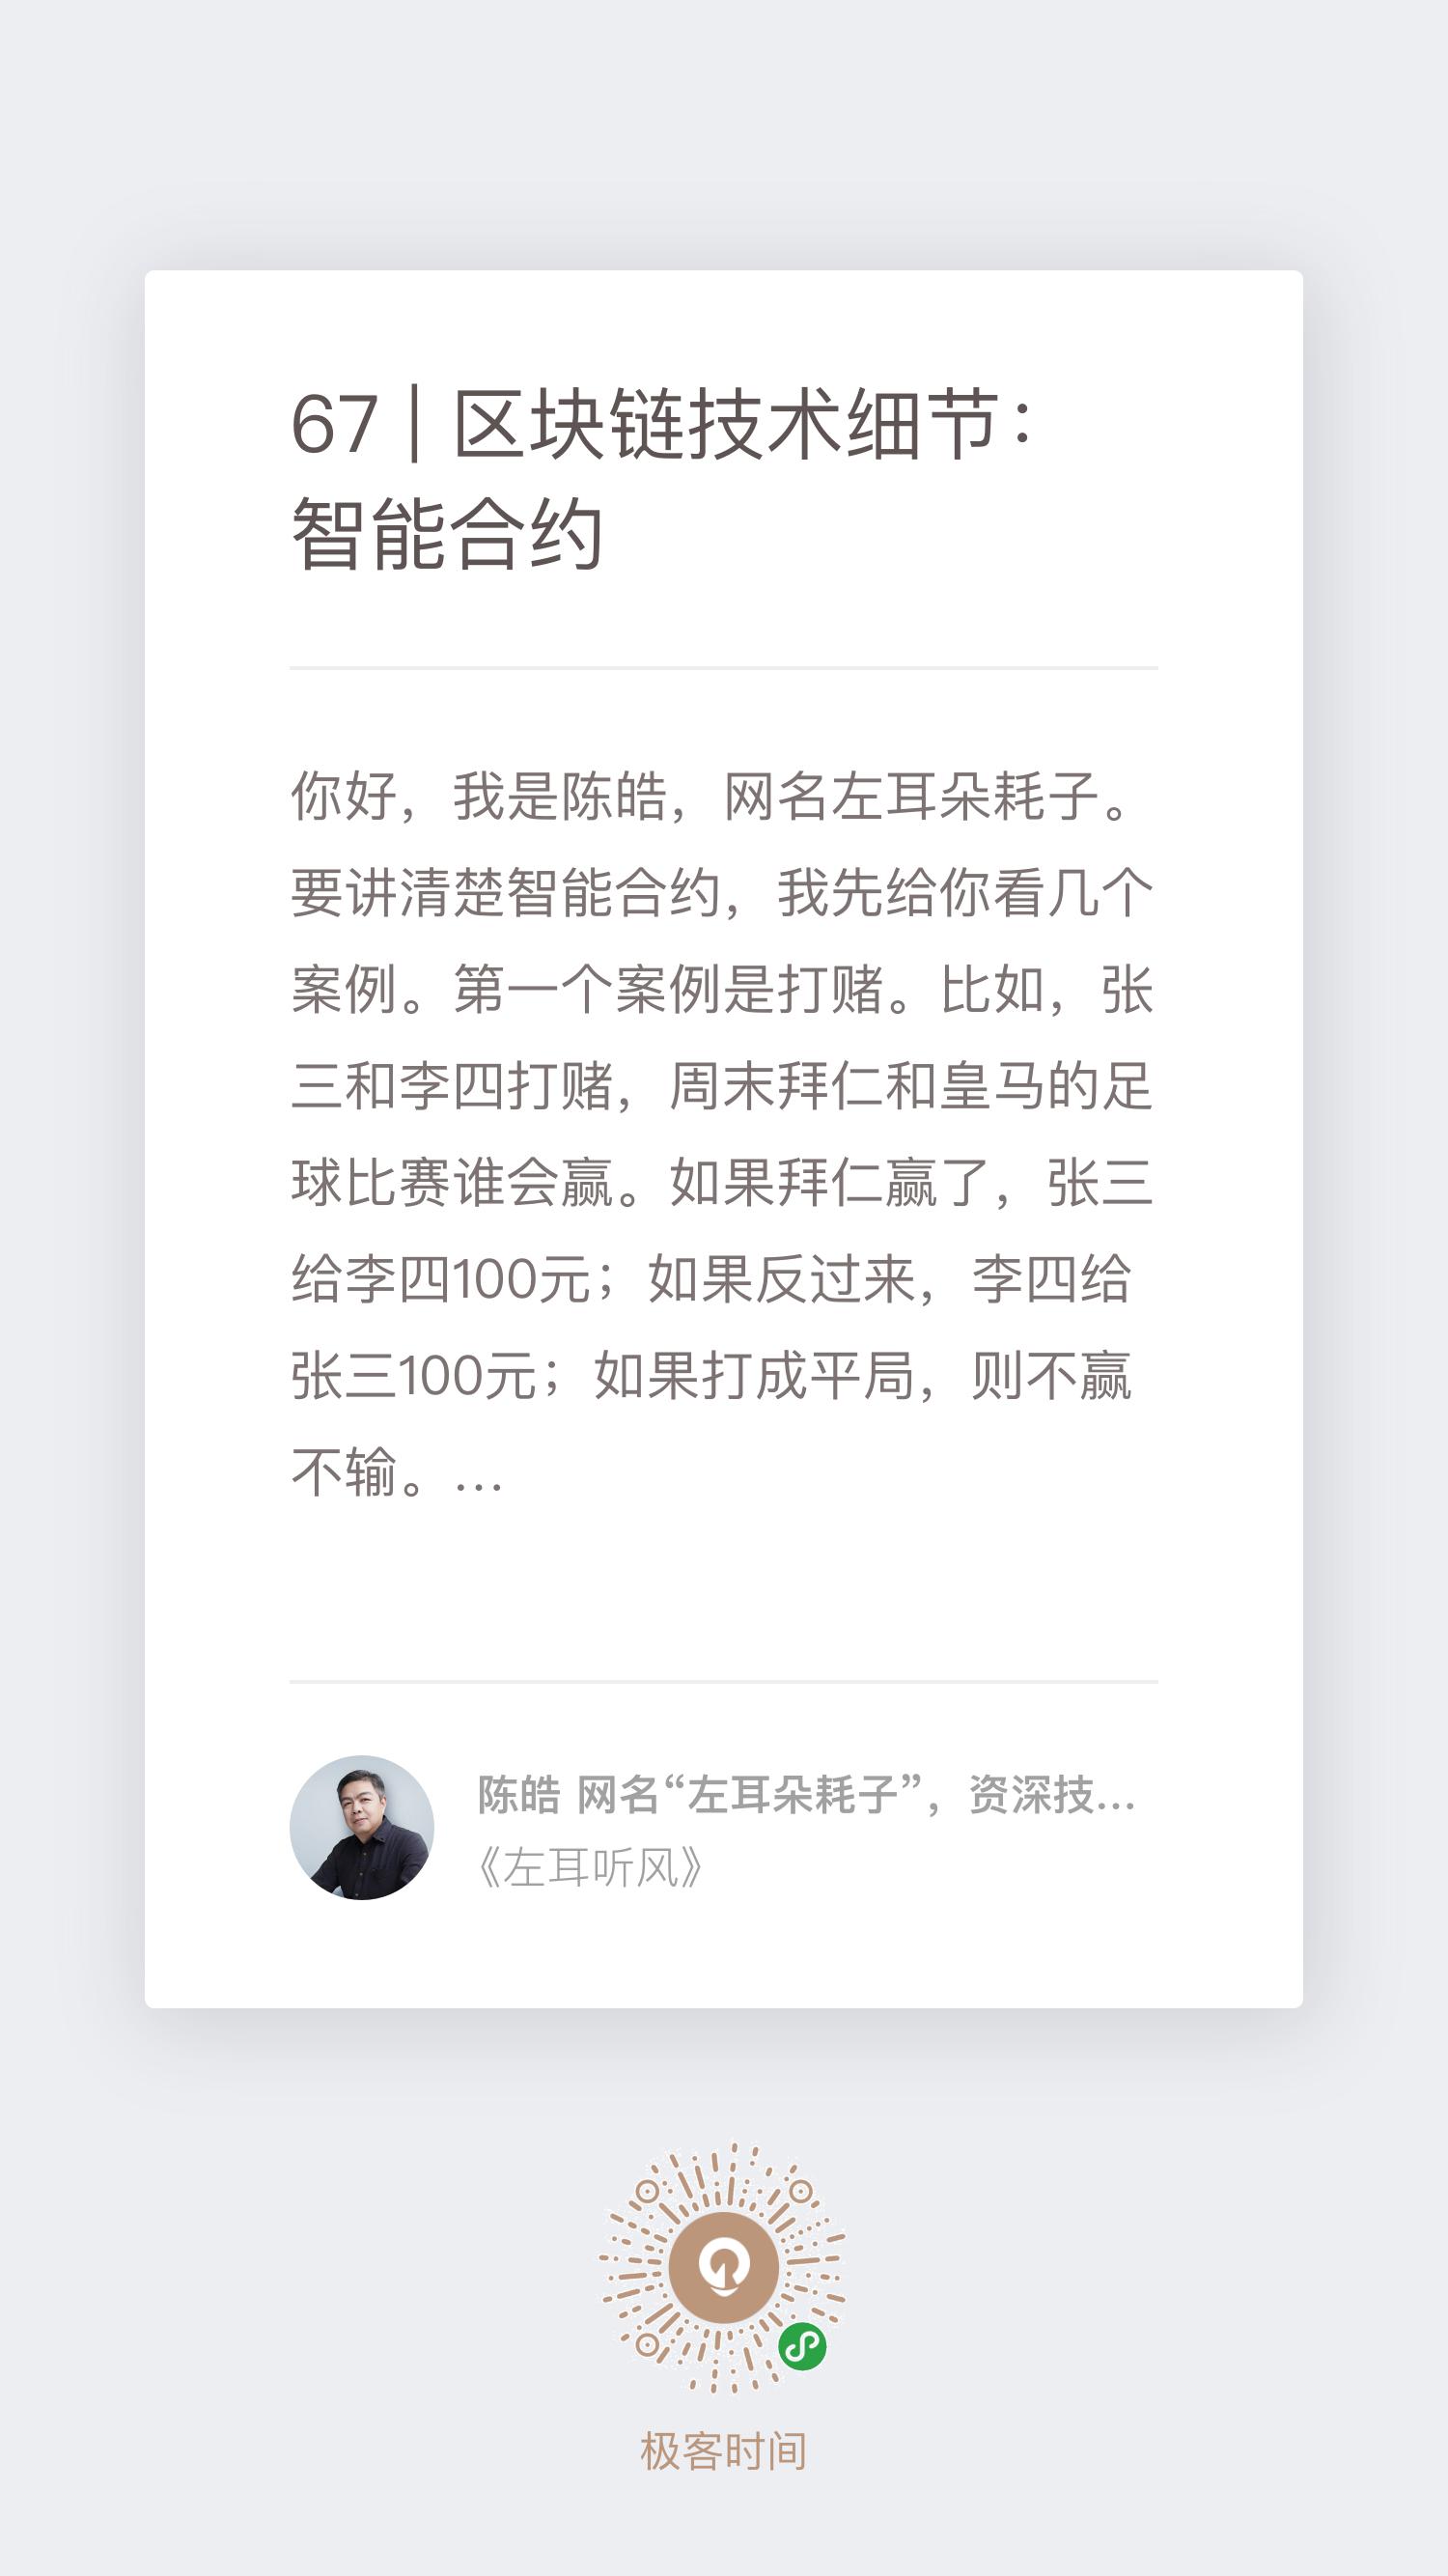 67 | 区块链技术细节：
智能合约
你好，我是陈皓，网名左耳朵耗子。
要讲清楚智能合约，我先给你看几个
案例。第一个案例是打赌。比如，张
三和李四打赌，周末拜仁和皇马的足
球比赛谁会赢。如果拜仁赢了，张三
给李四100元；如果反过来，李四给
张三100元；如果打成平局，则不赢
不输。...
陈皓 网名“左耳朵耗子”，资深技...
《左耳听风》
极客时间